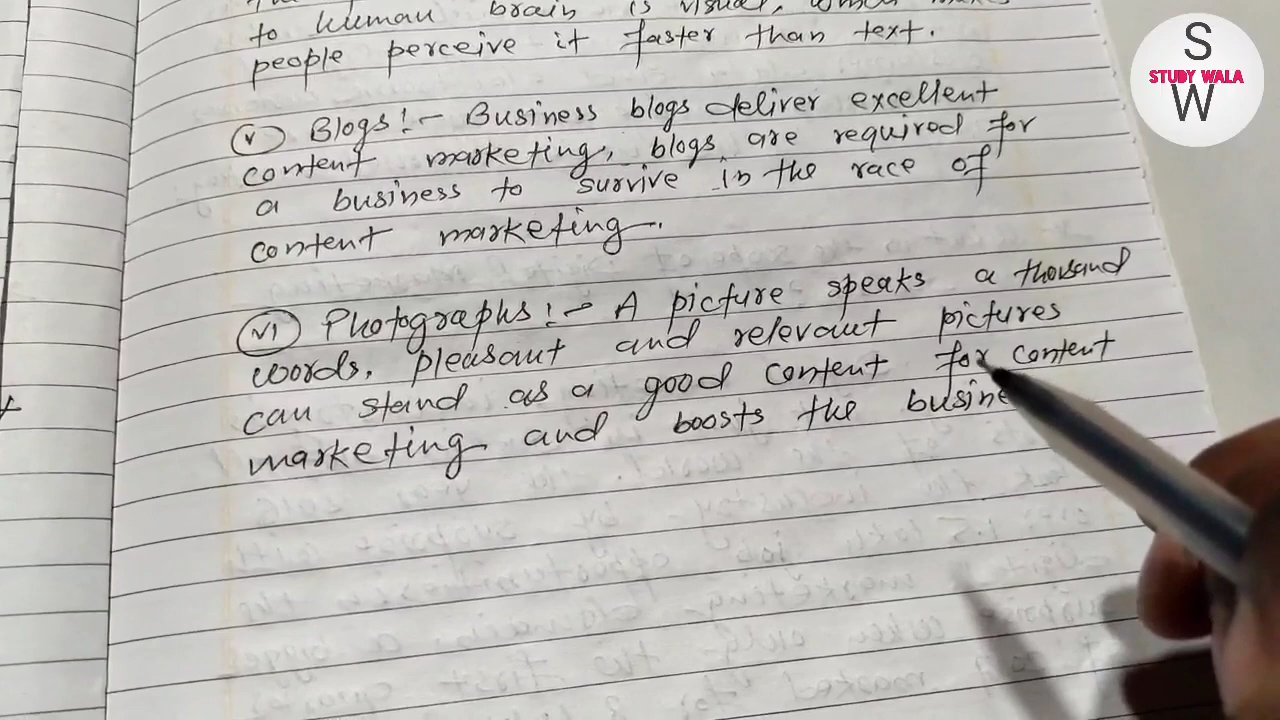 to human brain is visual, which makes
people perceive it faster than text.
(v) Blogs!- Business blogs deliver excellent
content marketing, blogs are required for
a business to survive in the race of
content marketing.
(vi) Photographs!- A picture speaks a thousand
words, pleasant and relevant pictures
can stand as a good content for content
marketing and boosts the busine
S
STUDY WALA
W